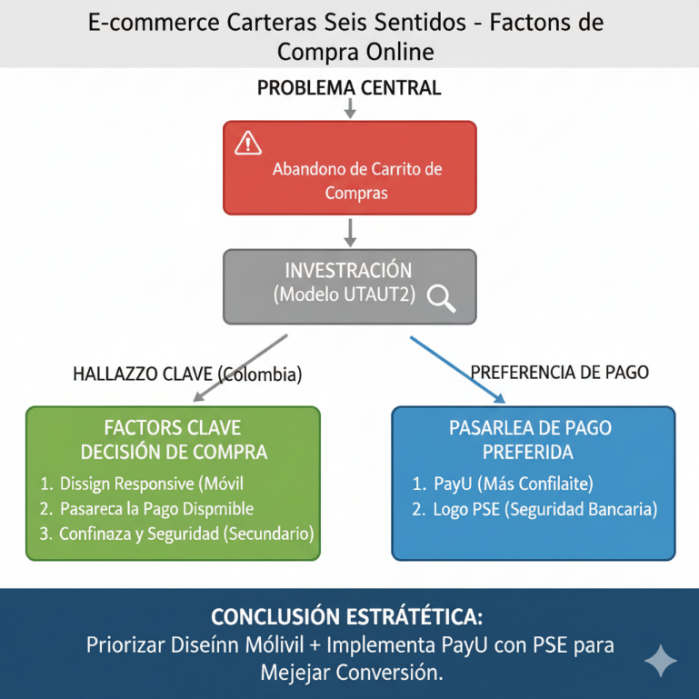 E-commerce Carteras Seis Sentidos - Factons de
Compra Online
PROBLEMA CENTRAL
Abandono de Carrito de
Compras
INVESTRACIÓN
(Modelo UTAUT2)
HALLAZZO CLAVE (Colombia)
PREFERENCIA DE PAGO
FACTORS CLAVE
DECISIÓN DE COMPRA
1. Dissign Responsive (Móvil
2. Pasareca la Pago Dispmible
3. Confinaza y Seguridad (Secundario)
PASARLEA DE PAGO
PREFERIDA
1. PayU (Más Confilaite)
2. Logo PSE (Seguridad Bancaria)
CONCLUSIÓN ESTRÁTÉTICA:
Priorizar Diseínn Mólivil + Implementa PayU con PSE para
Mejejar Conversión.